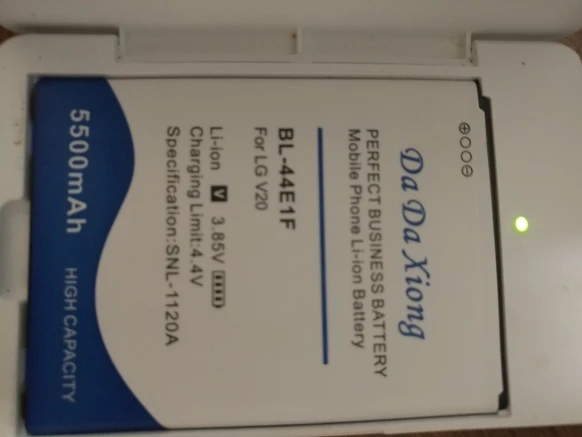 Da Da Xiong
PERFECT BUSINESS BATTERY
Mobile Phone Li-ion Battery
BL-44E1F
For LG V20
Li-ion V 3.85V
Charging Limit:4.4V
Specification:SNL-1120A
5500mAh HIGH CAPACITY